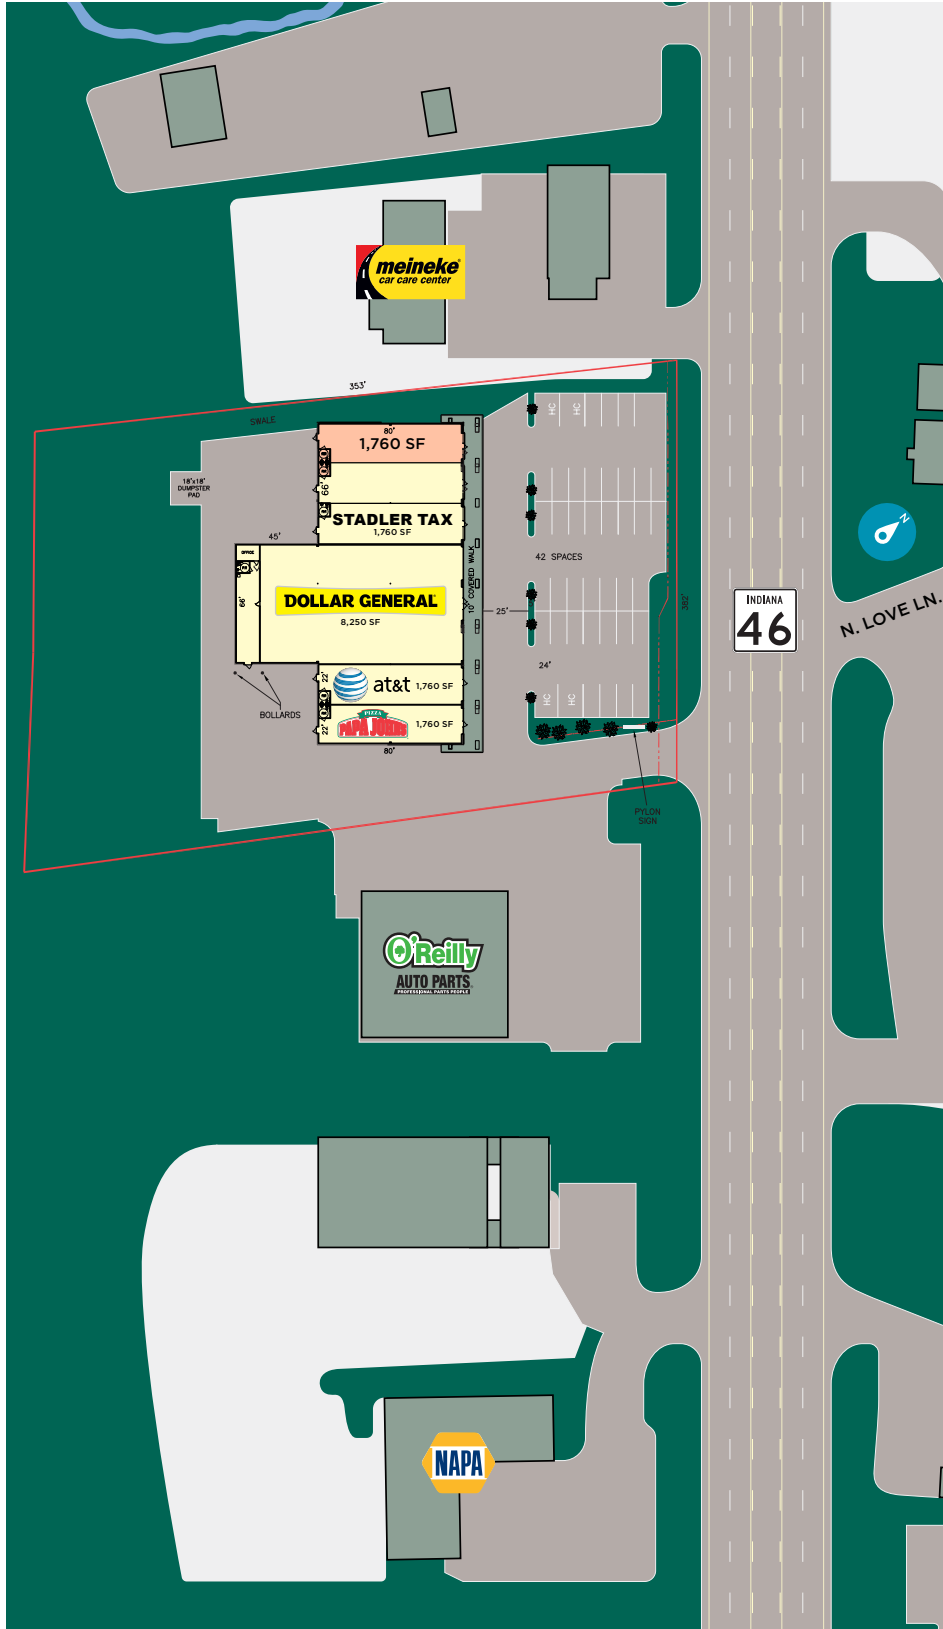 meineke
car care center
353'
SWALE
HC
HC
80'
1,760 SF
18'x18'
DUMPSTER
PAD
66'
STADLER TAX
1,760 SF
45'
OFFICE
10' COVERED WALK
42 SPACES
66'
DOLLAR GENERAL
8,250 SF
25'
382'
INDIANA
46
N. LOVE LN.
N
24'
22'
at&t
1,760 SF
HC
HC
BOLLARDS
22'
PIZZA
PAPA JOHN'S
1,760 SF
80'
PYLON
SIGN
O'Reilly
AUTO PARTS
PROFESSIONAL PARTS PEOPLE
NAPA